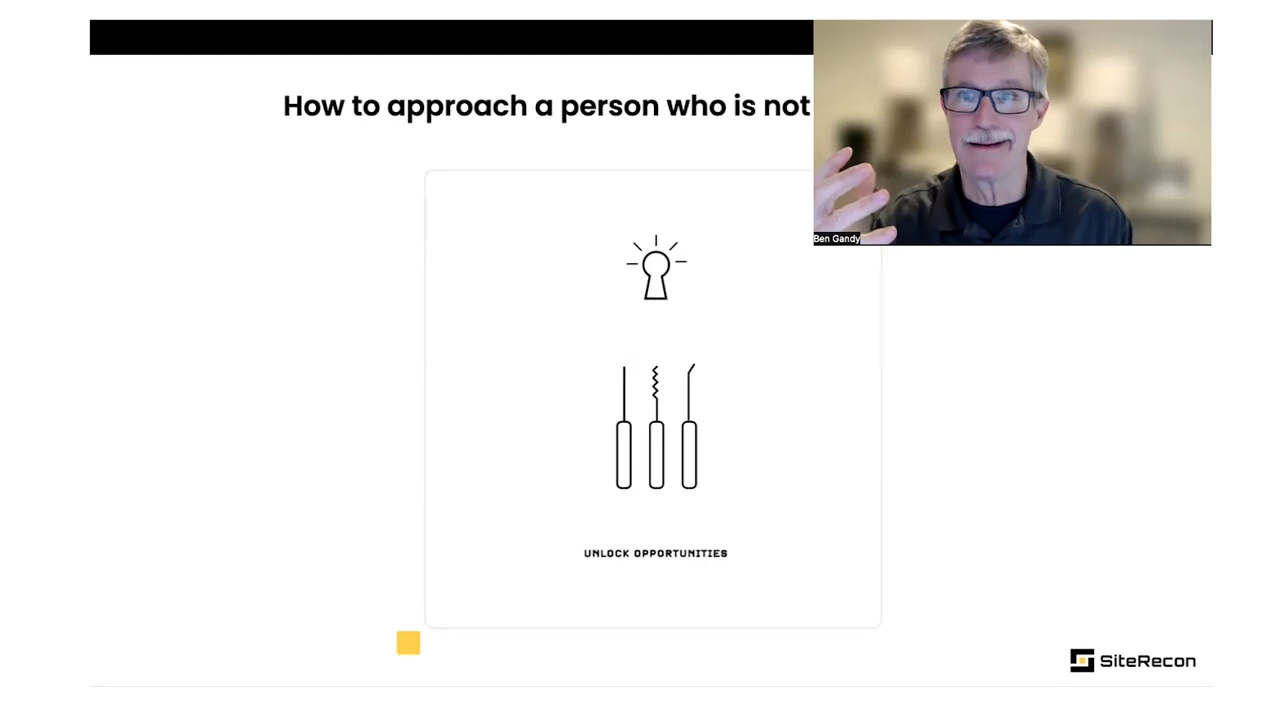 How to approach a person who is not
Ben Gandy
UNLOCK OPPORTUNITIES
SiteRecon